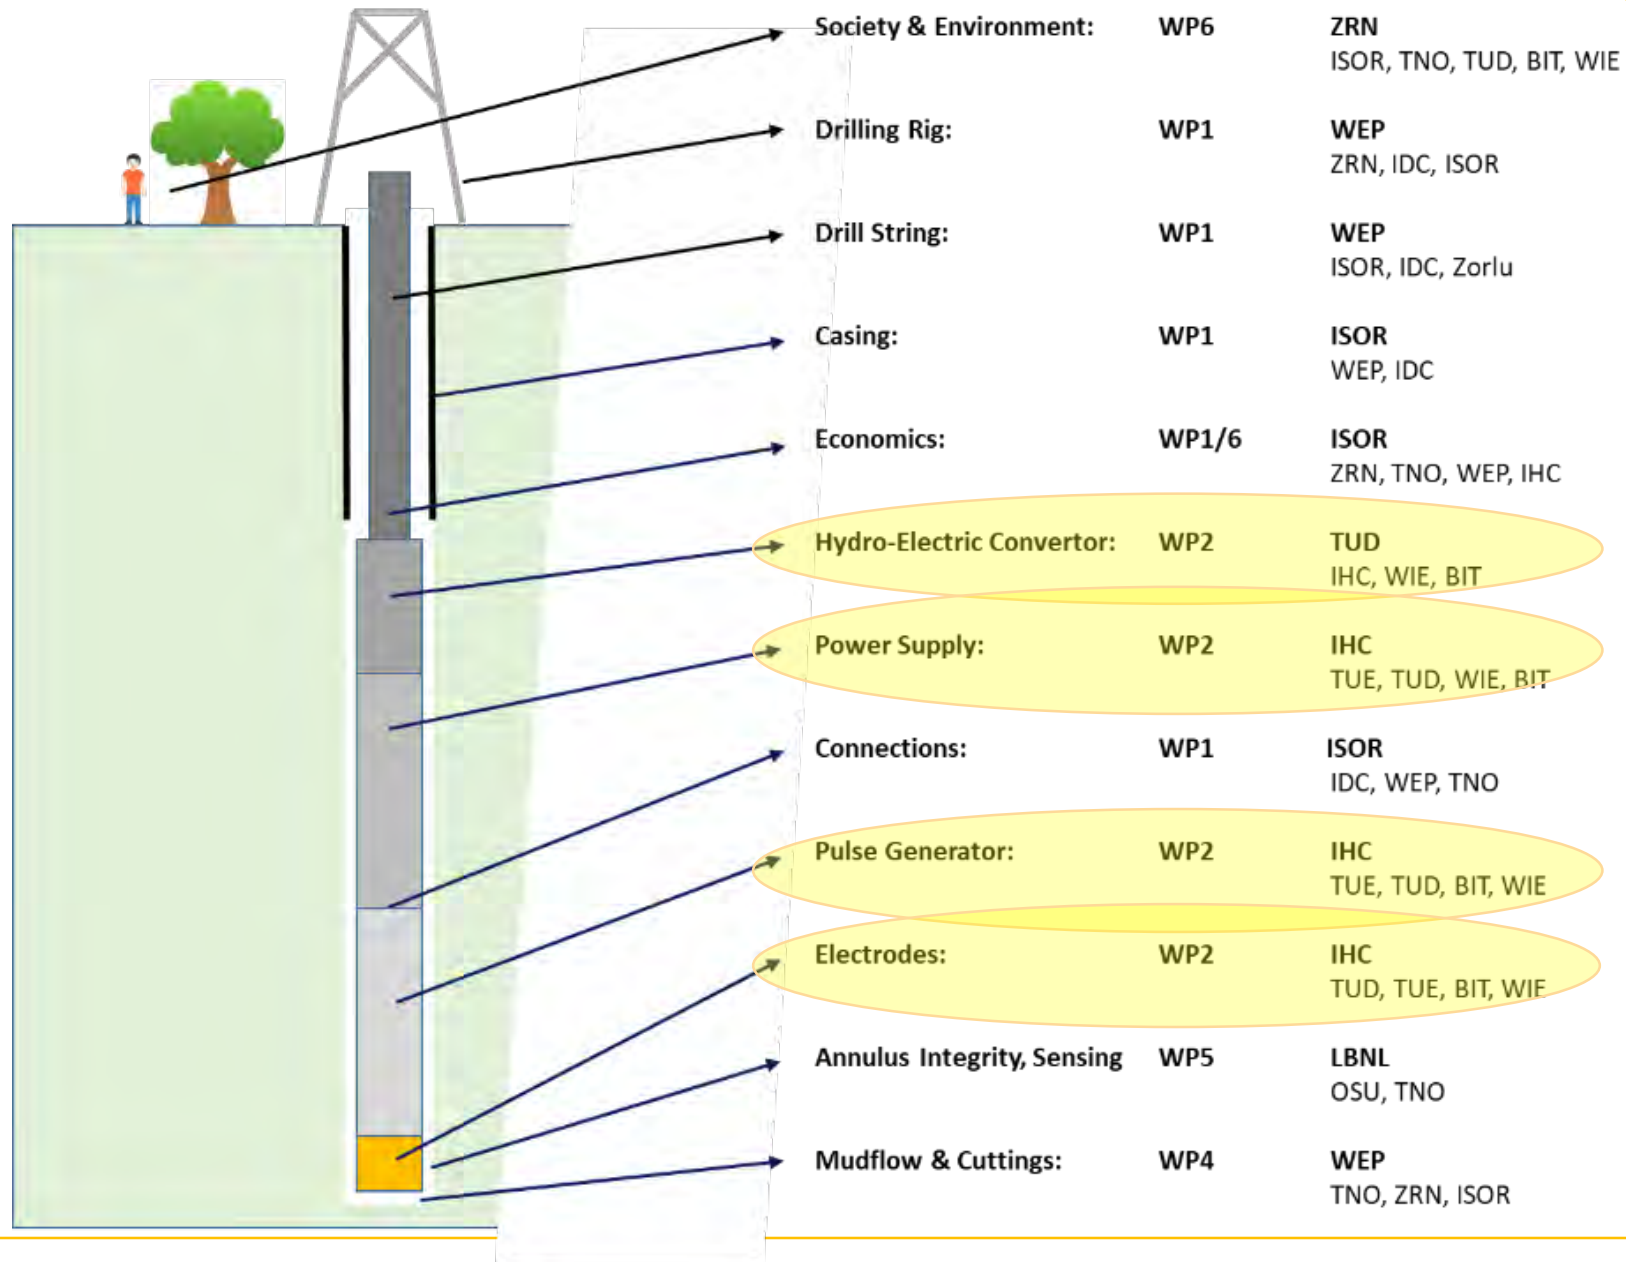 Society & Environment: WP6 ZRN
ISOR, TNO, TUD, BIT, WIE
Drilling Rig: WP1 WEP
ZRN, IDC, ISOR
Drill String: WP1 WEP
ISOR, IDC, Zorlu
Casing: WP1 ISOR
WEP, IDC
Economics: WP1/6 ISOR
ZRN, TNO, WEP, IHC
Hydro-Electric Convertor: WP2 TUD
IHC, WIE, BIT
Power Supply: WP2 IHC
TUE, TUD, WIE, BIT
Connections: WP1 ISOR
IDC, WEP, TNO
Pulse Generator: WP2 IHC
TUE, TUD, BIT, WIE
Electrodes: WP2 IHC
TUD, TUE, BIT, WIE
Annulus Integrity, Sensing WP5 LBNL
OSU, TNO
Mudflow & Cuttings: WP4 WEP
TNO, ZRN, ISOR